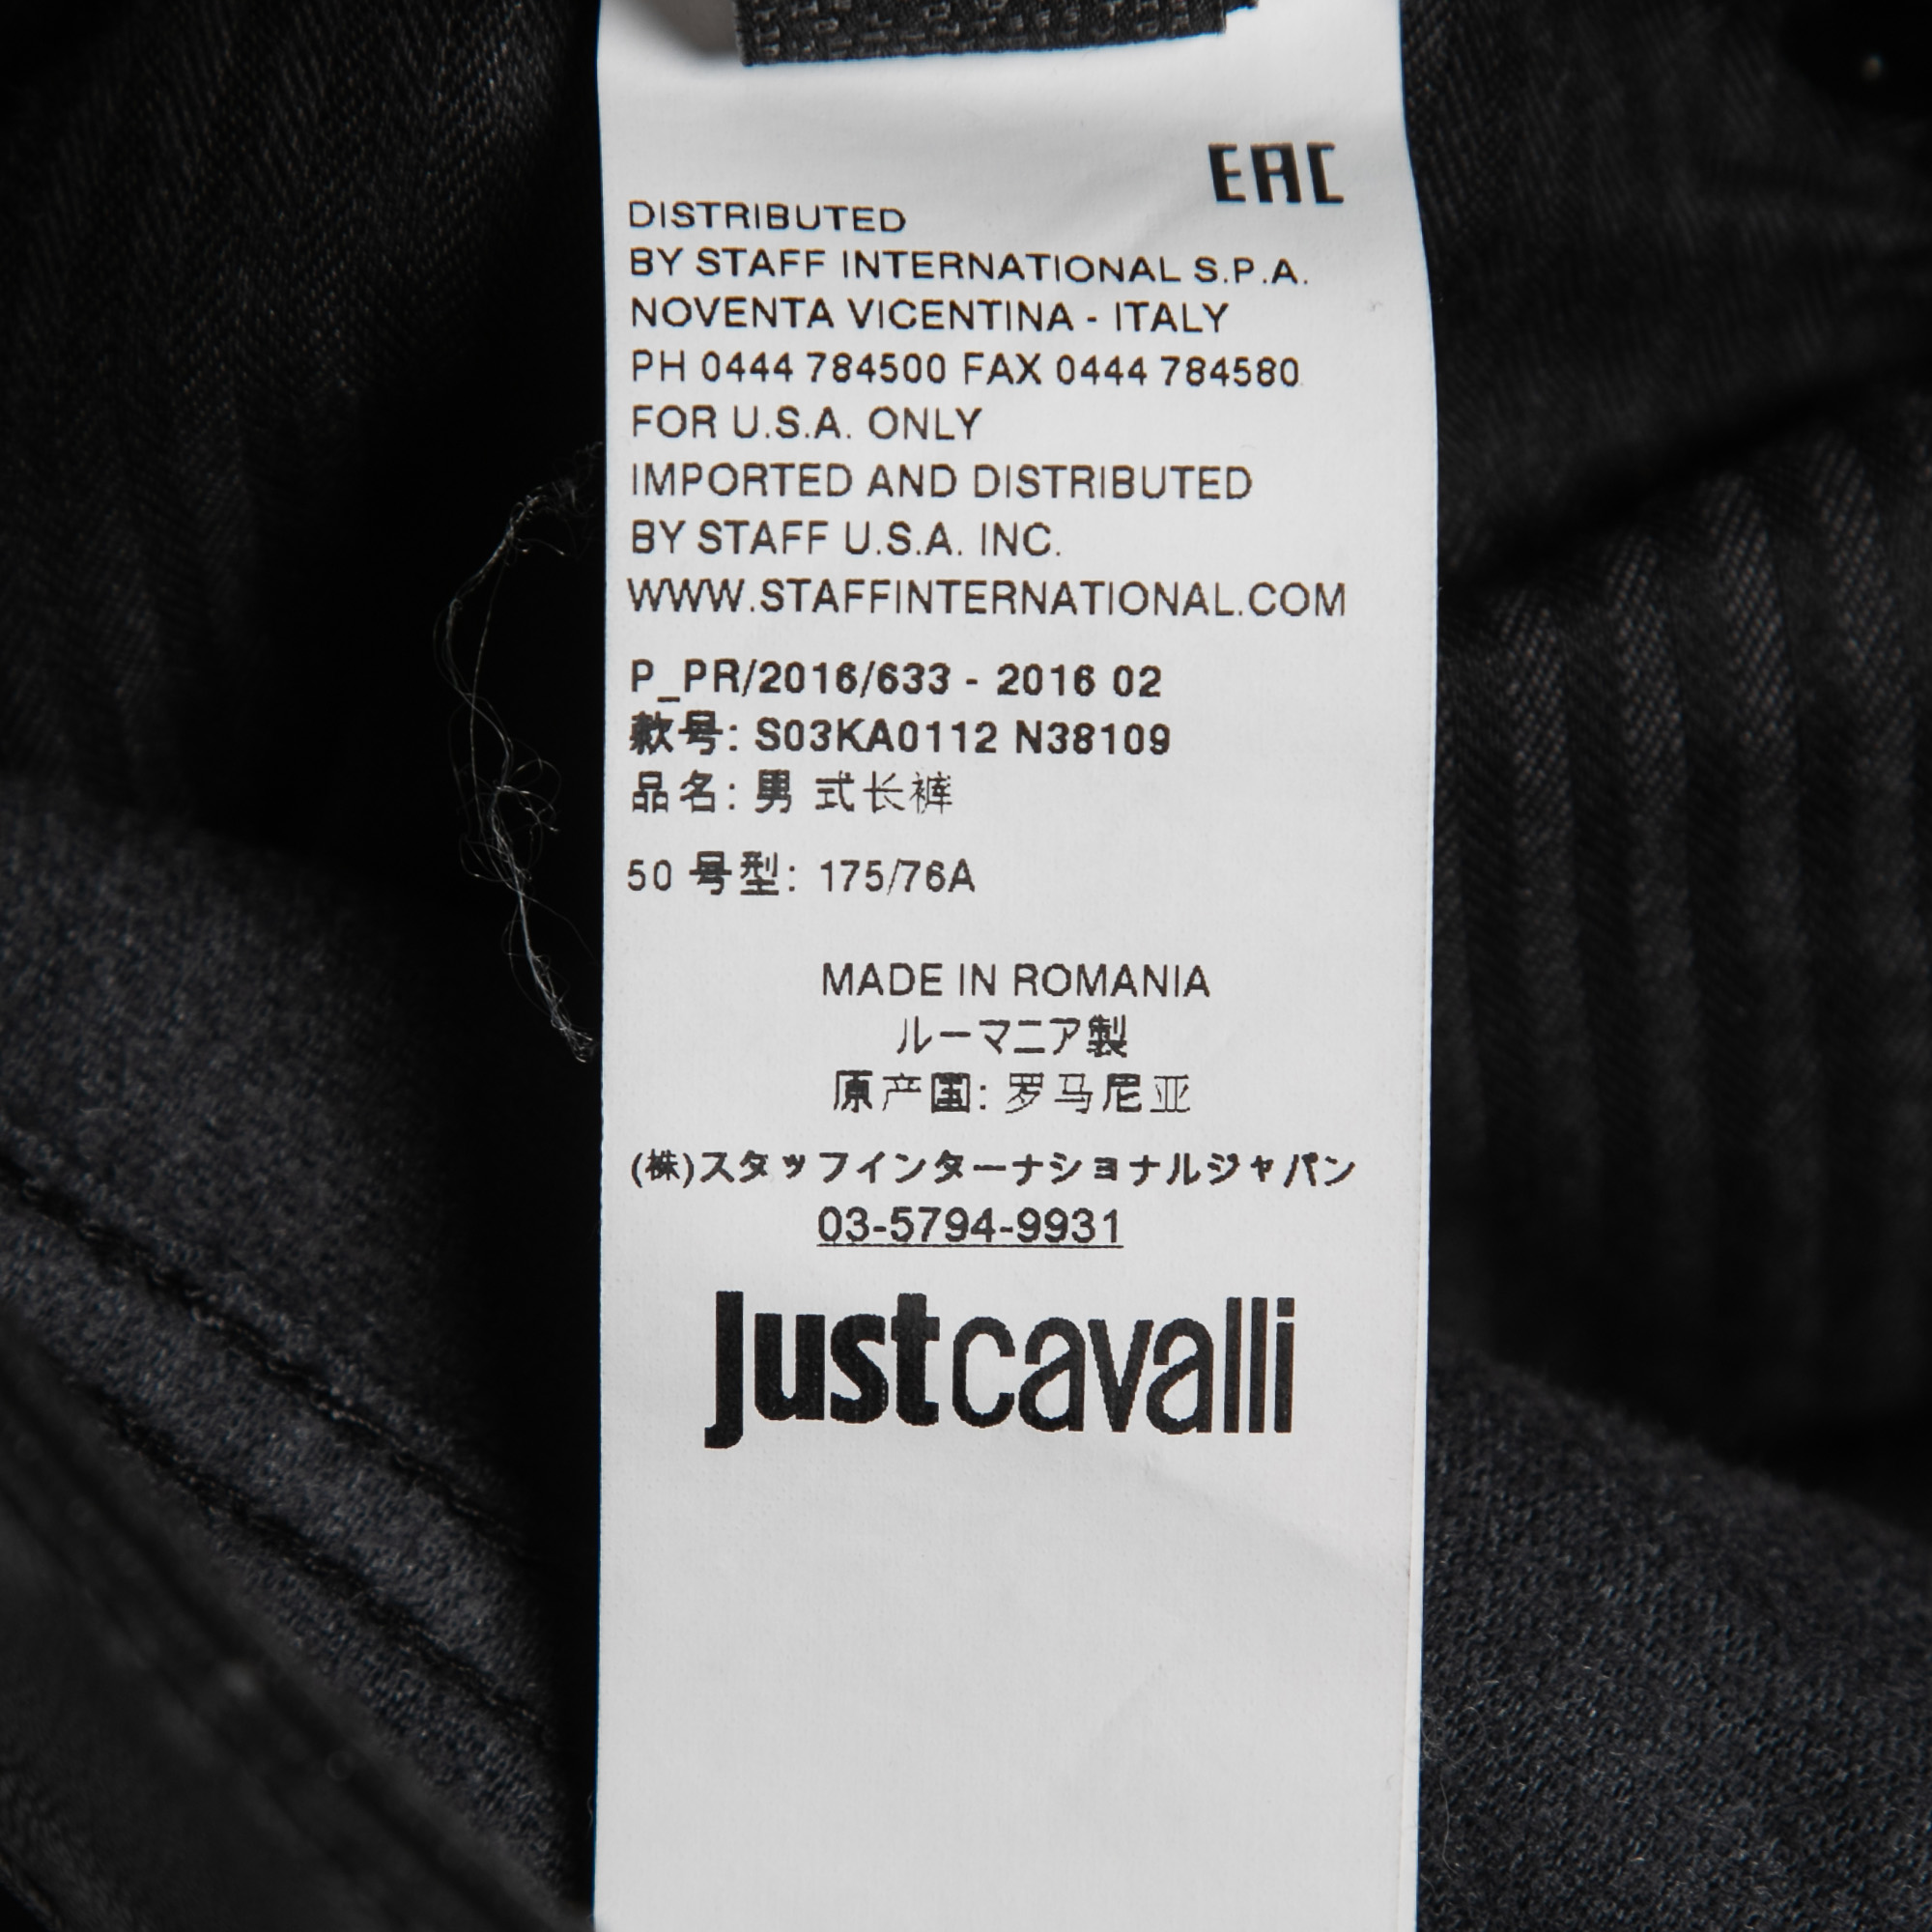 EAC
DISTRIBUTED
BY STAFF INTERNATIONAL S.P.A.
NOVENTA VICENTINA - ITALY
PH 0444 784500 FAX 0444 784580
FOR U.S.A. ONLY
IMPORTED AND DISTRIBUTED
BY STAFF U.S.A. INC.
WWW.STAFFINTERNATIONAL.COM
P_PR/2016/633 - 2016 02
款号: S03KA0112 N38109
品名: 男 式长裤
50 号型: 175/76A
MADE IN ROMANIA
ルーマニア製
原产国: 罗马尼亚
(株)スタッフインターナショナルジャパン
03-5794-9931
justcavalli